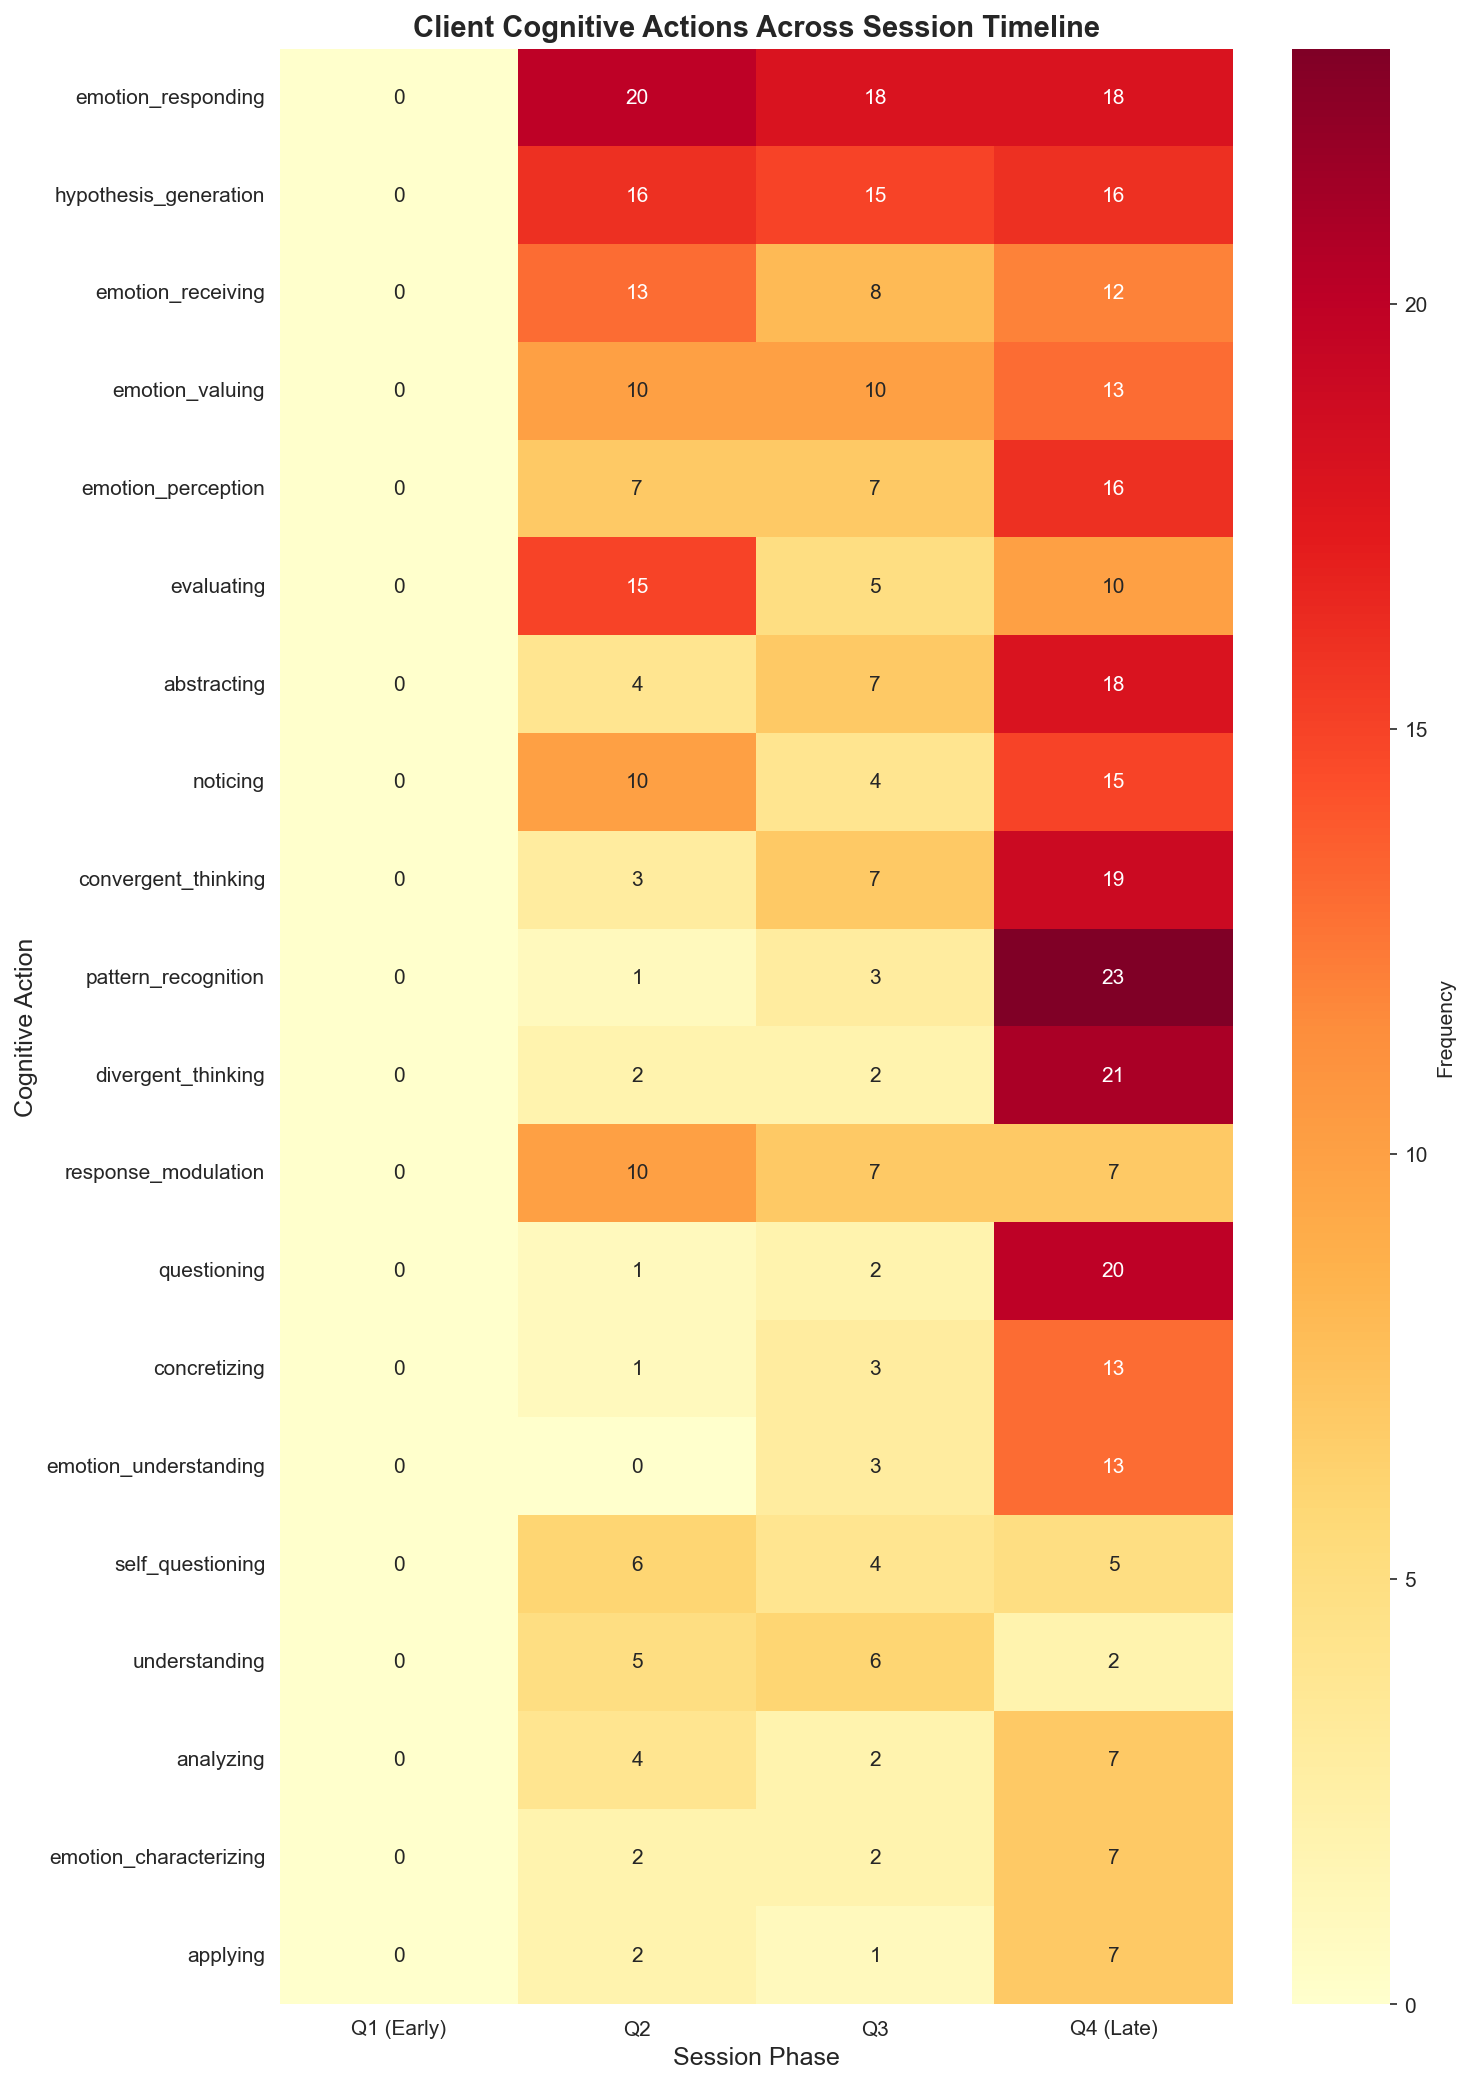 Client Cognitive Actions Across Session Timeline
Cognitive Action
emotion_responding 0 20 18 18
hypothesis_generation 0 16 15 16
emotion_receiving 0 13 8 12
emotion_valuing 0 10 10 13
emotion_perception 0 7 7 16
evaluating 0 15 5 10
abstracting 0 4 7 18
noticing 0 10 4 15
convergent_thinking 0 3 7 19
pattern_recognition 0 1 3 23
divergent_thinking 0 2 2 21
response_modulation 0 10 7 7
questioning 0 1 2 20
concretizing 0 1 3 13
emotion_understanding 0 0 3 13
self_questioning 0 6 4 5
understanding 0 5 6 2
analyzing 0 4 2 7
emotion_characterizing 0 2 2 7
applying 0 2 1 7
Q1 (Early) Q2 Q3 Q4 (Late)
Session Phase
20
15
10
5
0
Frequency